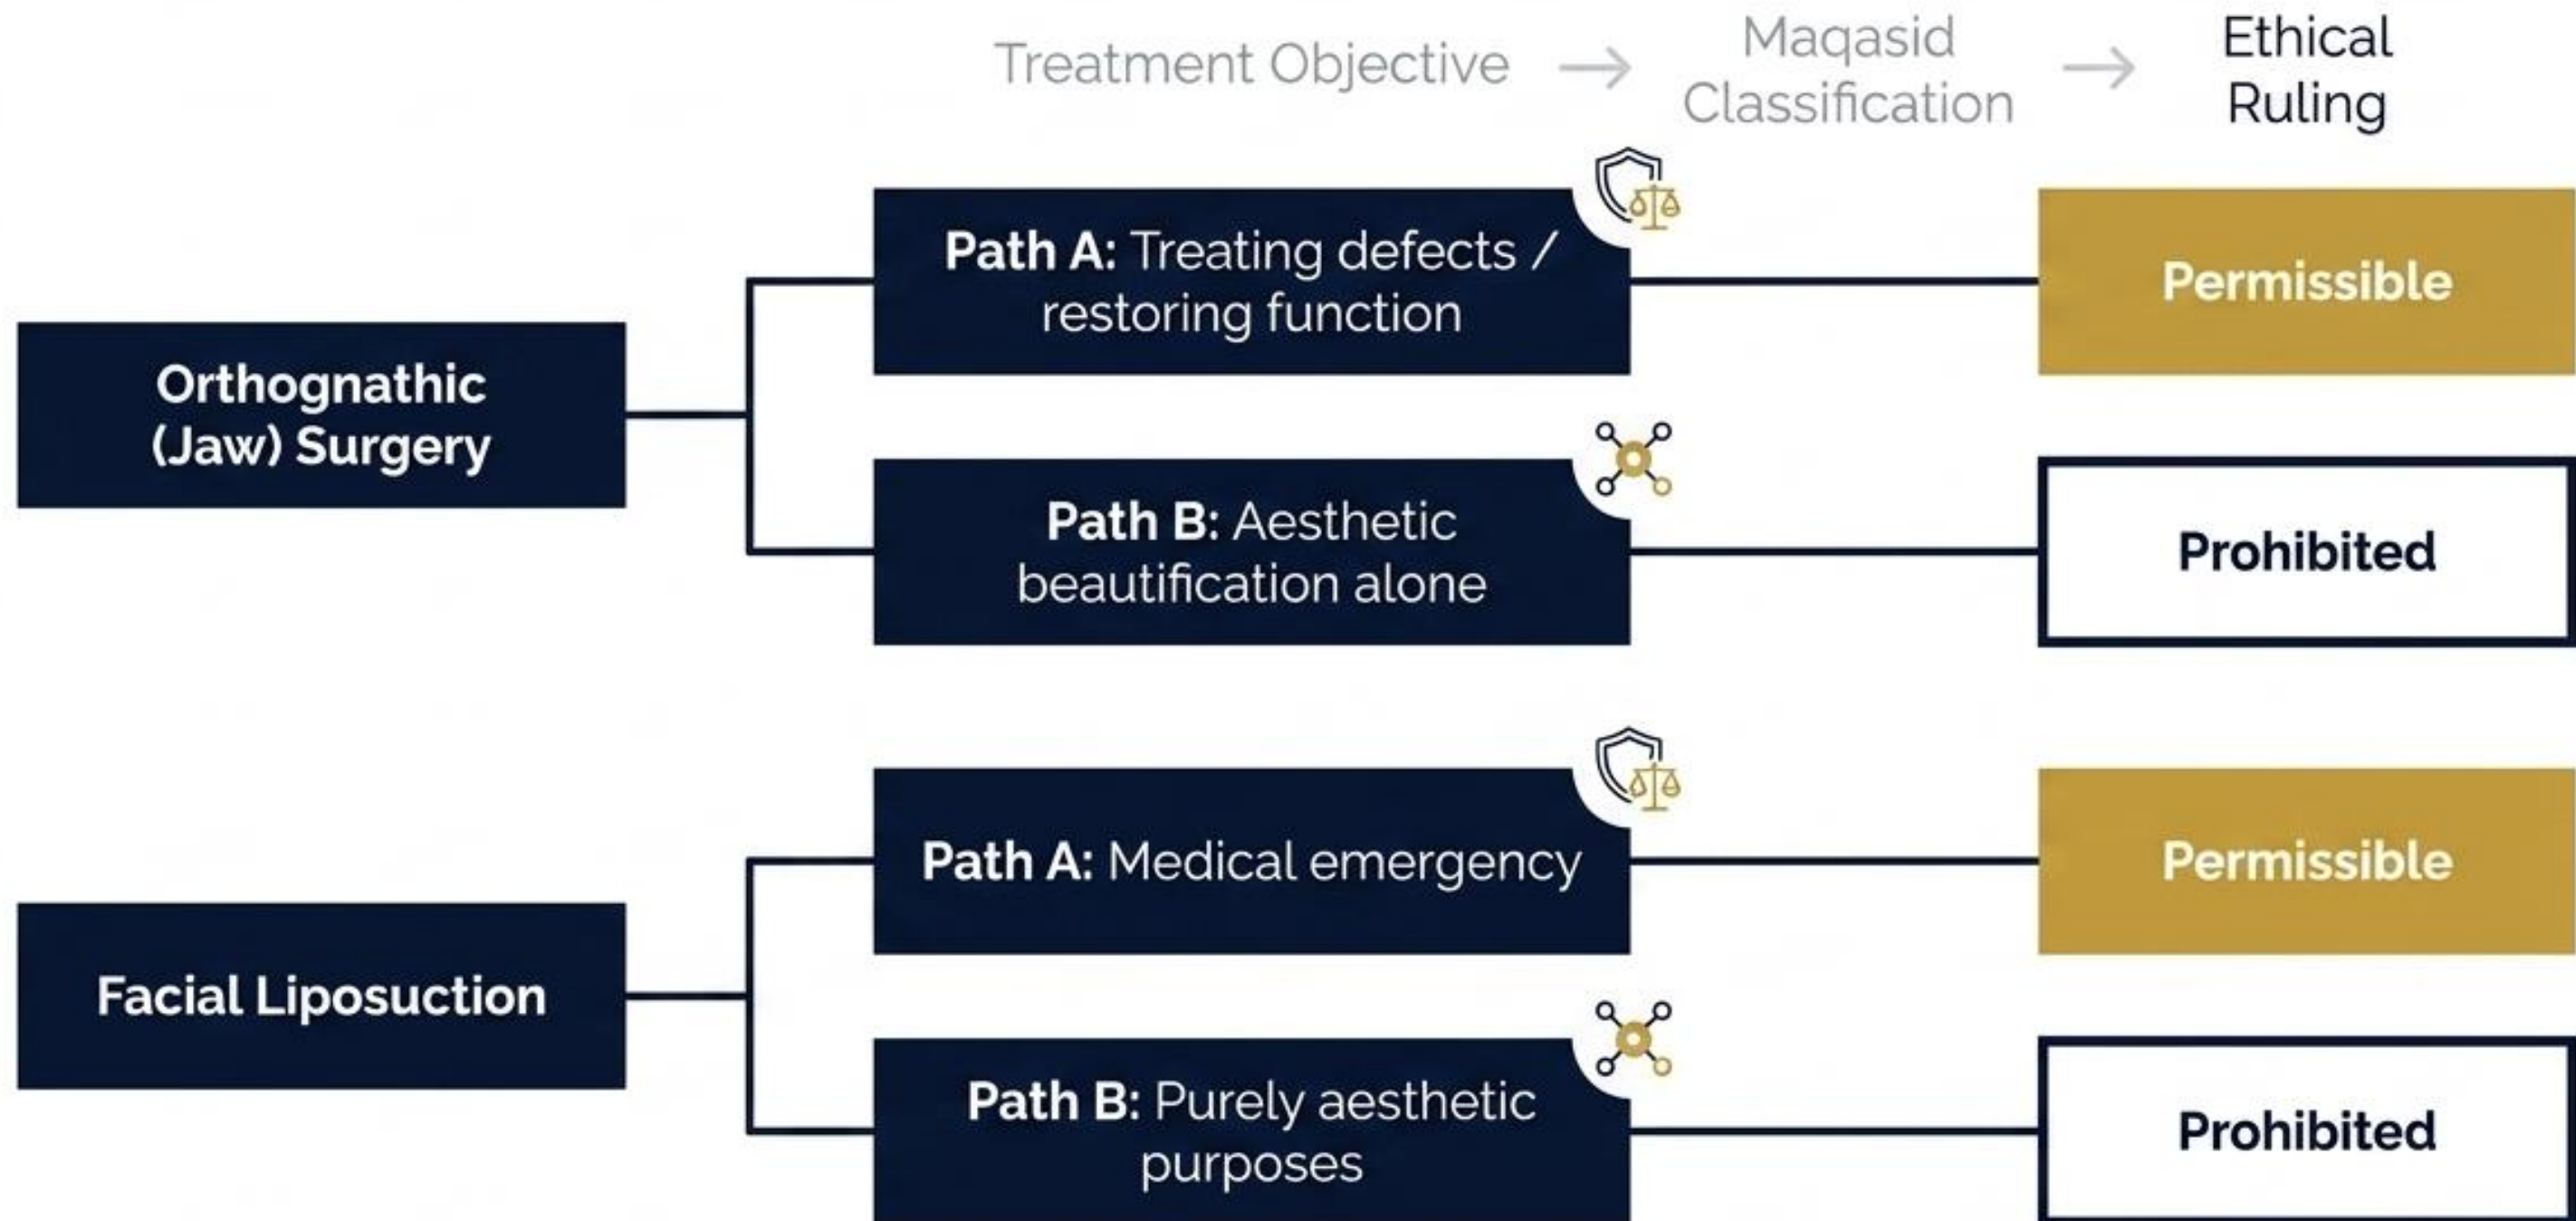 Treatment Objective → Maqasid
Classification → Ethical
Ruling
Orthognathic
(Jaw) Surgery
Path A: Treating defects /
restoring function
Permissible
Path B: Aesthetic
beautification alone
Prohibited
Facial Liposuction
Path A: Medical emergency
Permissible
Path B: Purely aesthetic
purposes
Prohibited